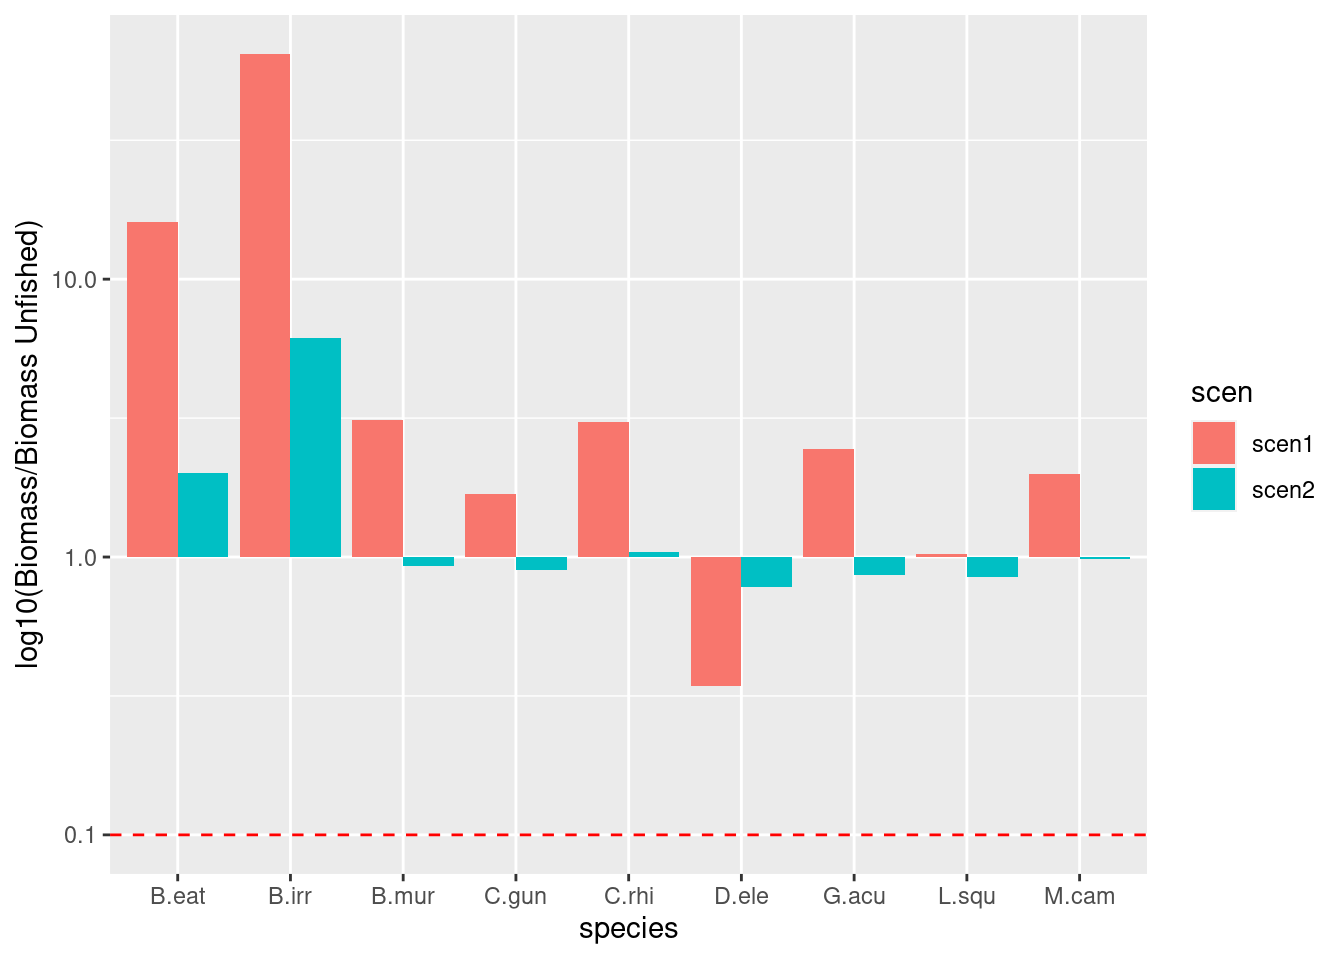 log10(Biomass/Biomass Unfished)
10.0
1.0
0.1
B.eat B.irr B.mur C.gun C.rhi D.ele G.acu L.squ M.cam
species
scen
scen1
scen2